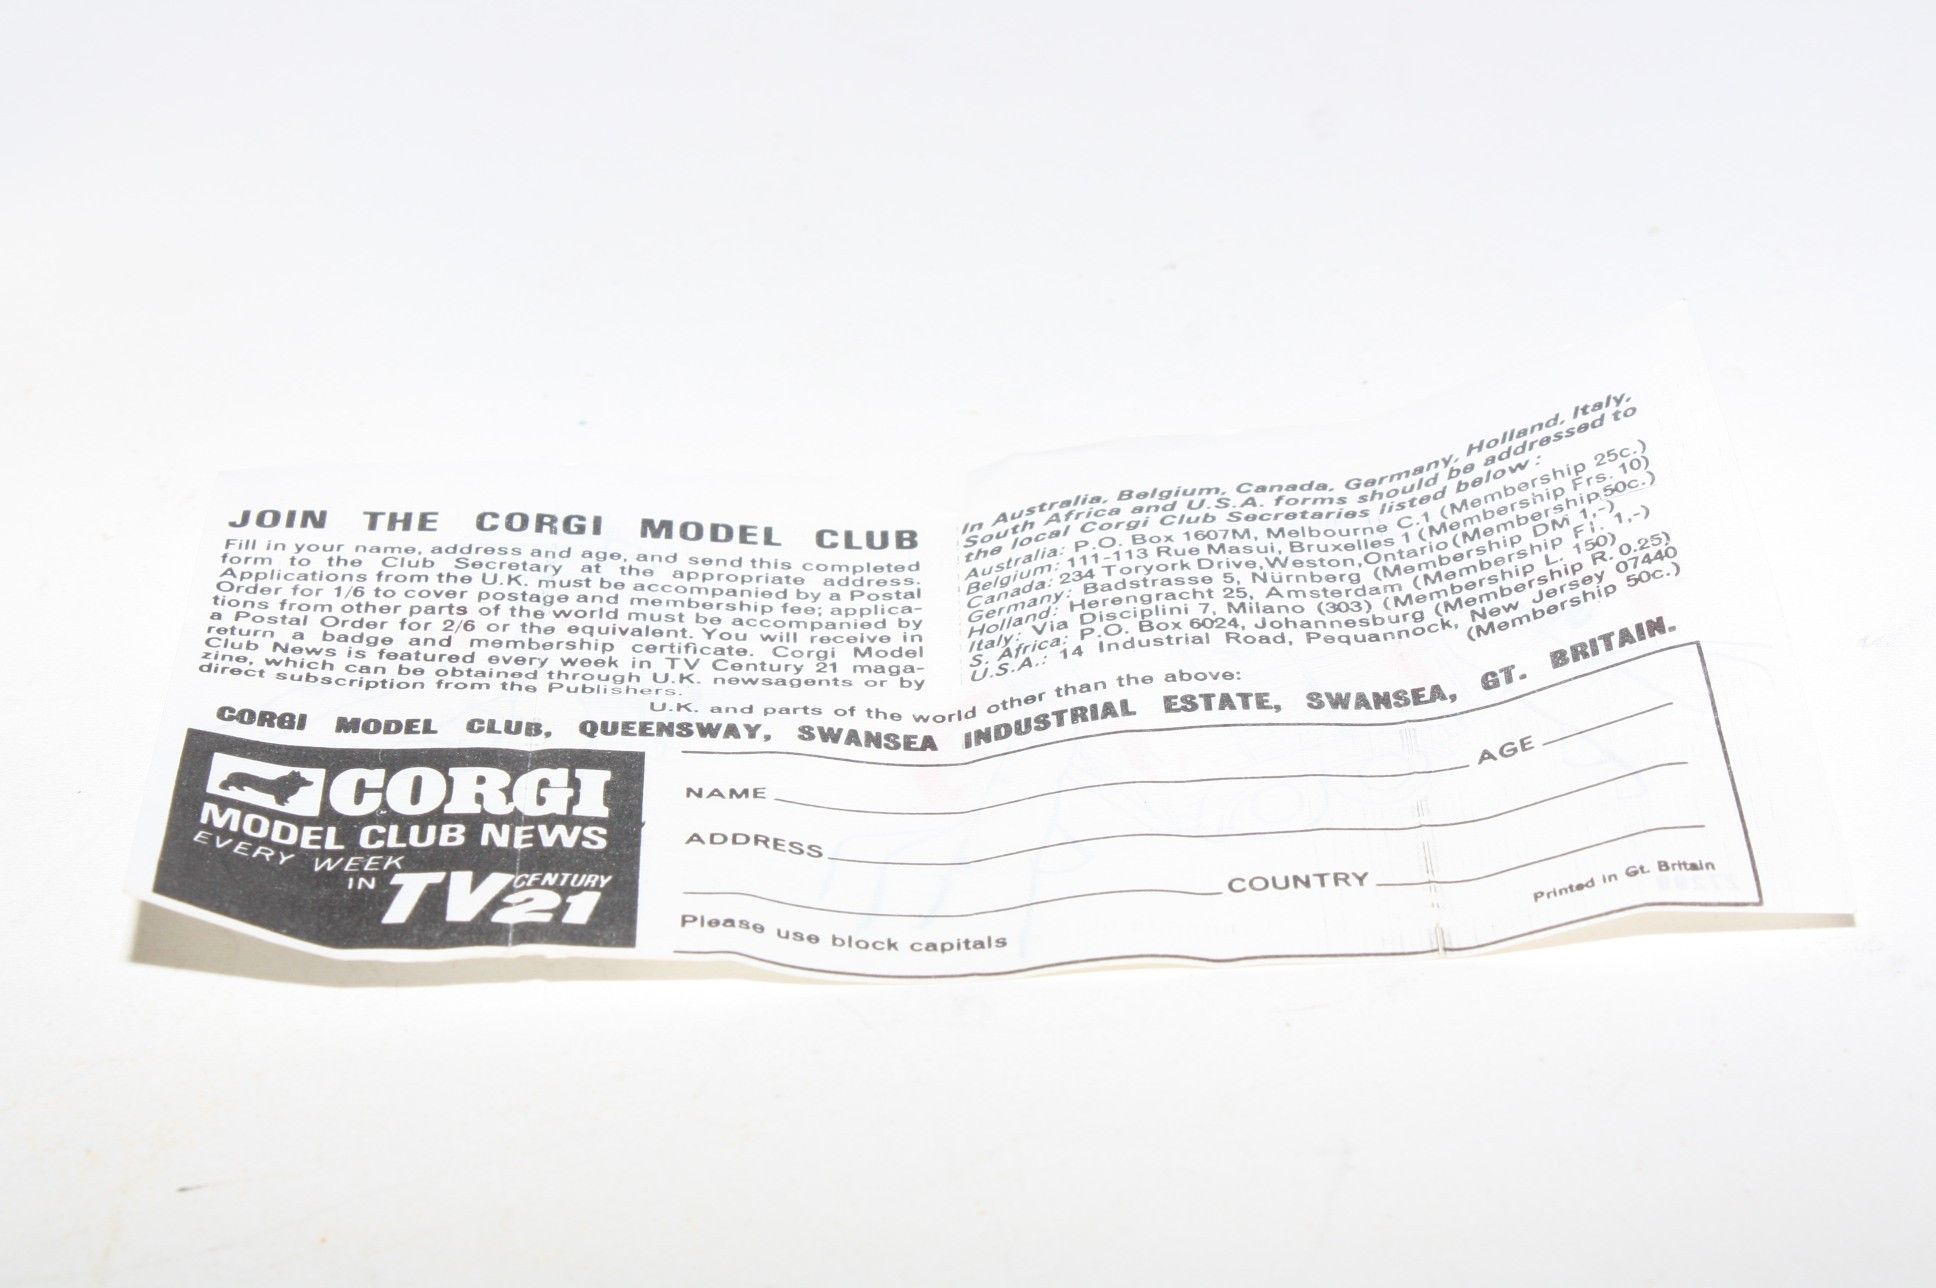 JOIN THE CORGI MODEL CLUB
Fill in your name, address and age, and send this completed
form to the Club Secretary at the appropriate address.
Applications from the U.K. must be accompanied by a Postal
Order for 1/6 to cover postage and membership fee; applica-
tions from other parts of the world must be accompanied by
a Postal Order for 2/6 or the equivalent. You will receive in
return a badge and membership certificate. Corgi Model
Club News is featured every week in TV Century 21 maga-
zine, which can be obtained through U.K. newsagents or by
direct subscription from the Publishers.
In Australia, Belgium, Canada, Germany, Holland, Italy,
South Africa and U.S.A. forms should be addressed to
the local Corgi Club Secretaries listed below:
Australia: P.O. Box 1607M, Melbourne C.1 (Membership 25c.)
Belgium: 111-113 Rue Masui, Bruxelles 1 (Membership Frs. 10)
Canada: 234 Toryork Drive, Weston, Ontario (Membership 50c.)
Germany: Badstrasse 5, Nürnberg (Membership DM 1,-)
Holland: Herengracht 25, Amsterdam (Membership Fl. 1,-)
Italy: Via Disciplini 7, Milano (303) (Membership L. 150)
S. Africa: P.O. Box 6024, Johannesburg (Membership R. 0.25)
U.S.A.: 14 Industrial Road, Pequannock, New Jersey 07440
(Membership 50c.)
U.K. and parts of the world other than the above:
CORGI MODEL CLUB, QUEENSWAY, SWANSEA INDUSTRIAL ESTATE, SWANSEA, GT. BRITAIN.
CORGI
MODEL CLUB NEWS
EVERY WEEK
IN TV CENTURY 21
NAME AGE
ADDRESS
COUNTRY
Please use block capitals
Printed in Gt. Britain